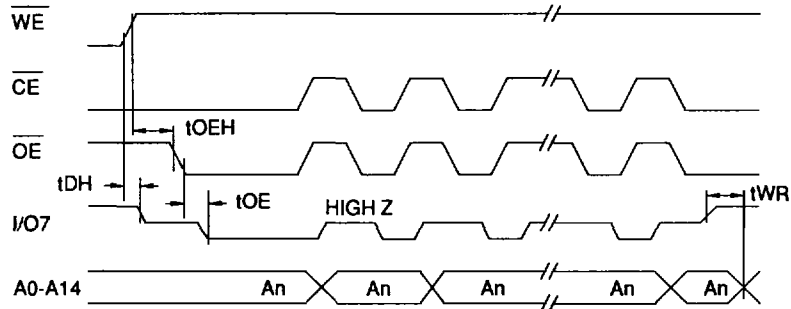 WE
CE
tOEH
OE
tDH
tOE
HIGH Z
tWR
I/O7
A0-A14 An An An An An